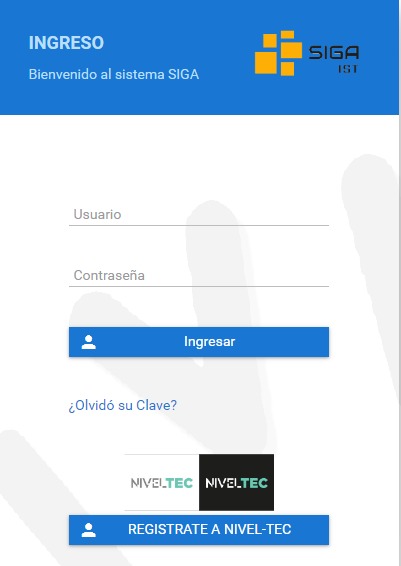 INGRESO
Bienvenido al sistema SIGA
SIGA
IST
Usuario
Contraseña
Ingresar
¿Olvidó su Clave?
NIVELTEC NIVELTEC
REGISTRATE A NIVEL-TEC